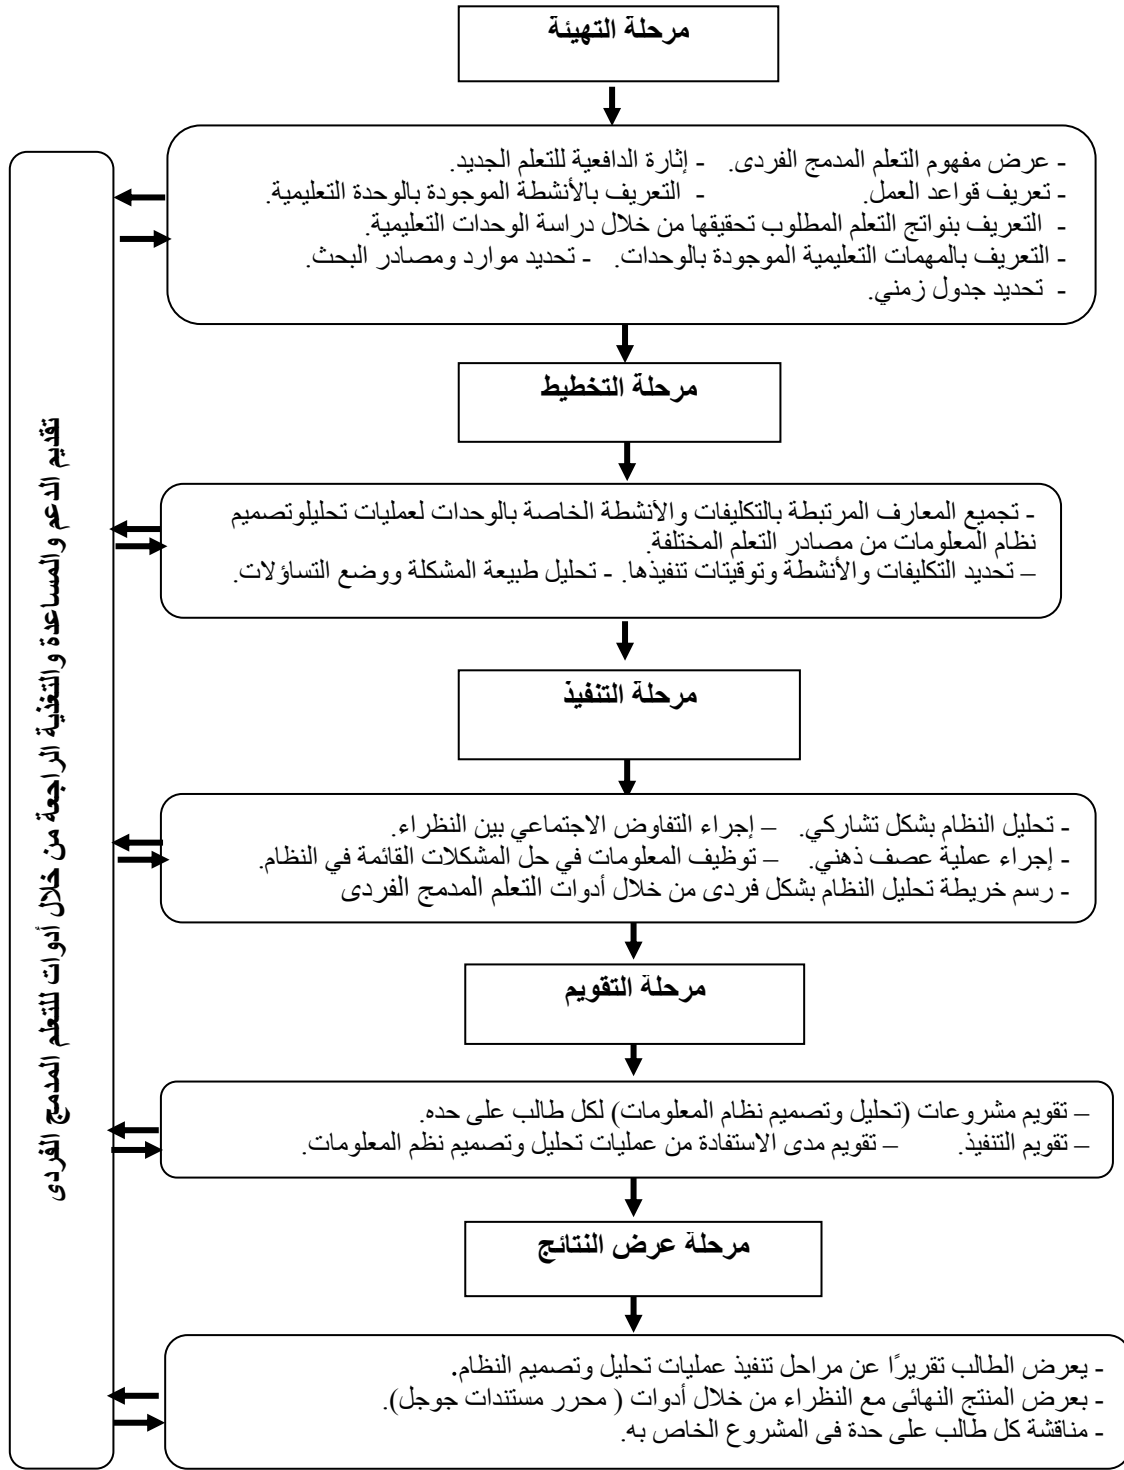 مرحلة التهيئة
- عرض مفهوم التعلم المدمج الفردى. - إثارة الدافعية للتعلم الجديد.
- تعريف قواعد العمل. - التعريف بالأنشطة الموجودة بالوحدة التعليمية.
- التعريف بنواتج التعلم المطلوب تحقيقها من خلال دراسة الوحدات التعليمية.
- التعريف بالمهمات التعليمية الموجودة بالوحدات. - تحديد موارد ومصادر البحث.
- تحديد جدول زمني.
مرحلة التخطيط
- تجميع المعارف المرتبطة بالتكليفات والأنشطة الخاصة بالوحدات لعمليات تحليلوتصميم
نظام المعلومات من مصادر التعلم المختلفة.
– تحديد التكليفات والأنشطة وتوقيتات تنفيذها. - تحليل طبيعة المشكلة ووضع التساؤلات.
مرحلة التنفيذ
- تحليل النظام بشكل تشاركي. – إجراء التفاوض الاجتماعي بين النظراء.
- إجراء عملية عصف ذهني. – توظيف المعلومات في حل المشكلات القائمة في النظام.
- رسم خريطة تحليل النظام بشكل فردى من خلال أدوات التعلم المدمج الفردى
مرحلة التقويم
– تقويم مشروعات (تحليل وتصميم نظام المعلومات) لكل طالب على حده.
– تقويم التنفيذ. – تقويم مدى الاستفادة من عمليات تحليل وتصميم نظم المعلومات.
مرحلة عرض النتائج
- يعرض الطالب تقريرًا عن مراحل تنفيذ عمليات تحليل وتصميم النظام.
- بعرض المنتج النهائى مع النظراء من خلال أدوات ( محرر مستندات جوجل).
- مناقشة كل طالب على حدة فى المشروع الخاص به.
تقديم الدعم والمساعدة والتغذية الراجعة من خلال أدوات للتعلم المدمج الفردى